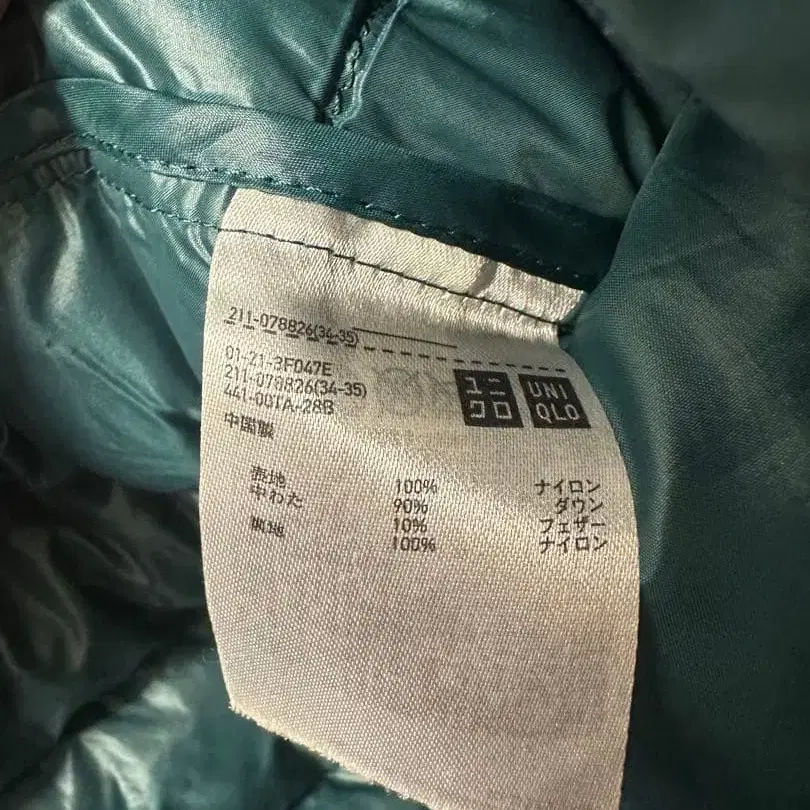 211-078826(34-35)
01-21-3F047E
211-078826(34-35)
441-001A-28B
中国製
ユニ
クロ
UNI
QLO
表地 100% ナイロン
中わた 90% ダウン
10% フェザー
裏地 100% ナイロン